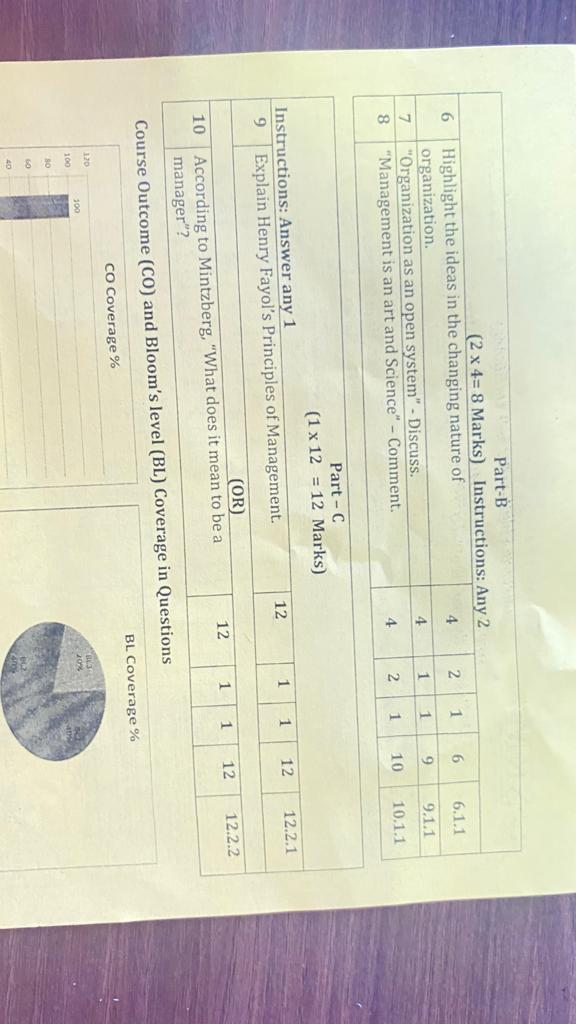 Part-B
(2 x 4= 8 Marks) Instructions: Any 2
6 Highlight the ideas in the changing nature of 4 2 1 6 6.1.1
organization.
7 "Organization as an open system" - Discuss. 4 1 1 9 9.1.1
8 "Management is an art and Science" – Comment. 4 2 1 10 10.1.1
Part – C
(1 x 12 = 12 Marks)
Instructions: Answer any 1
9 Explain Henry Fayol's Principles of Management. 12 1 1 12 12.2.1
(OR)
10 According to Mintzberg, "What does it mean to be a 12 1 1 12 12.2.2
manager"?
Course Outcome (CO) and Bloom's level (BL) Coverage in Questions
CO Coverage %
BL Coverage %
120
100
100
80
60
40
BL3
20%
40%
BL2
40%